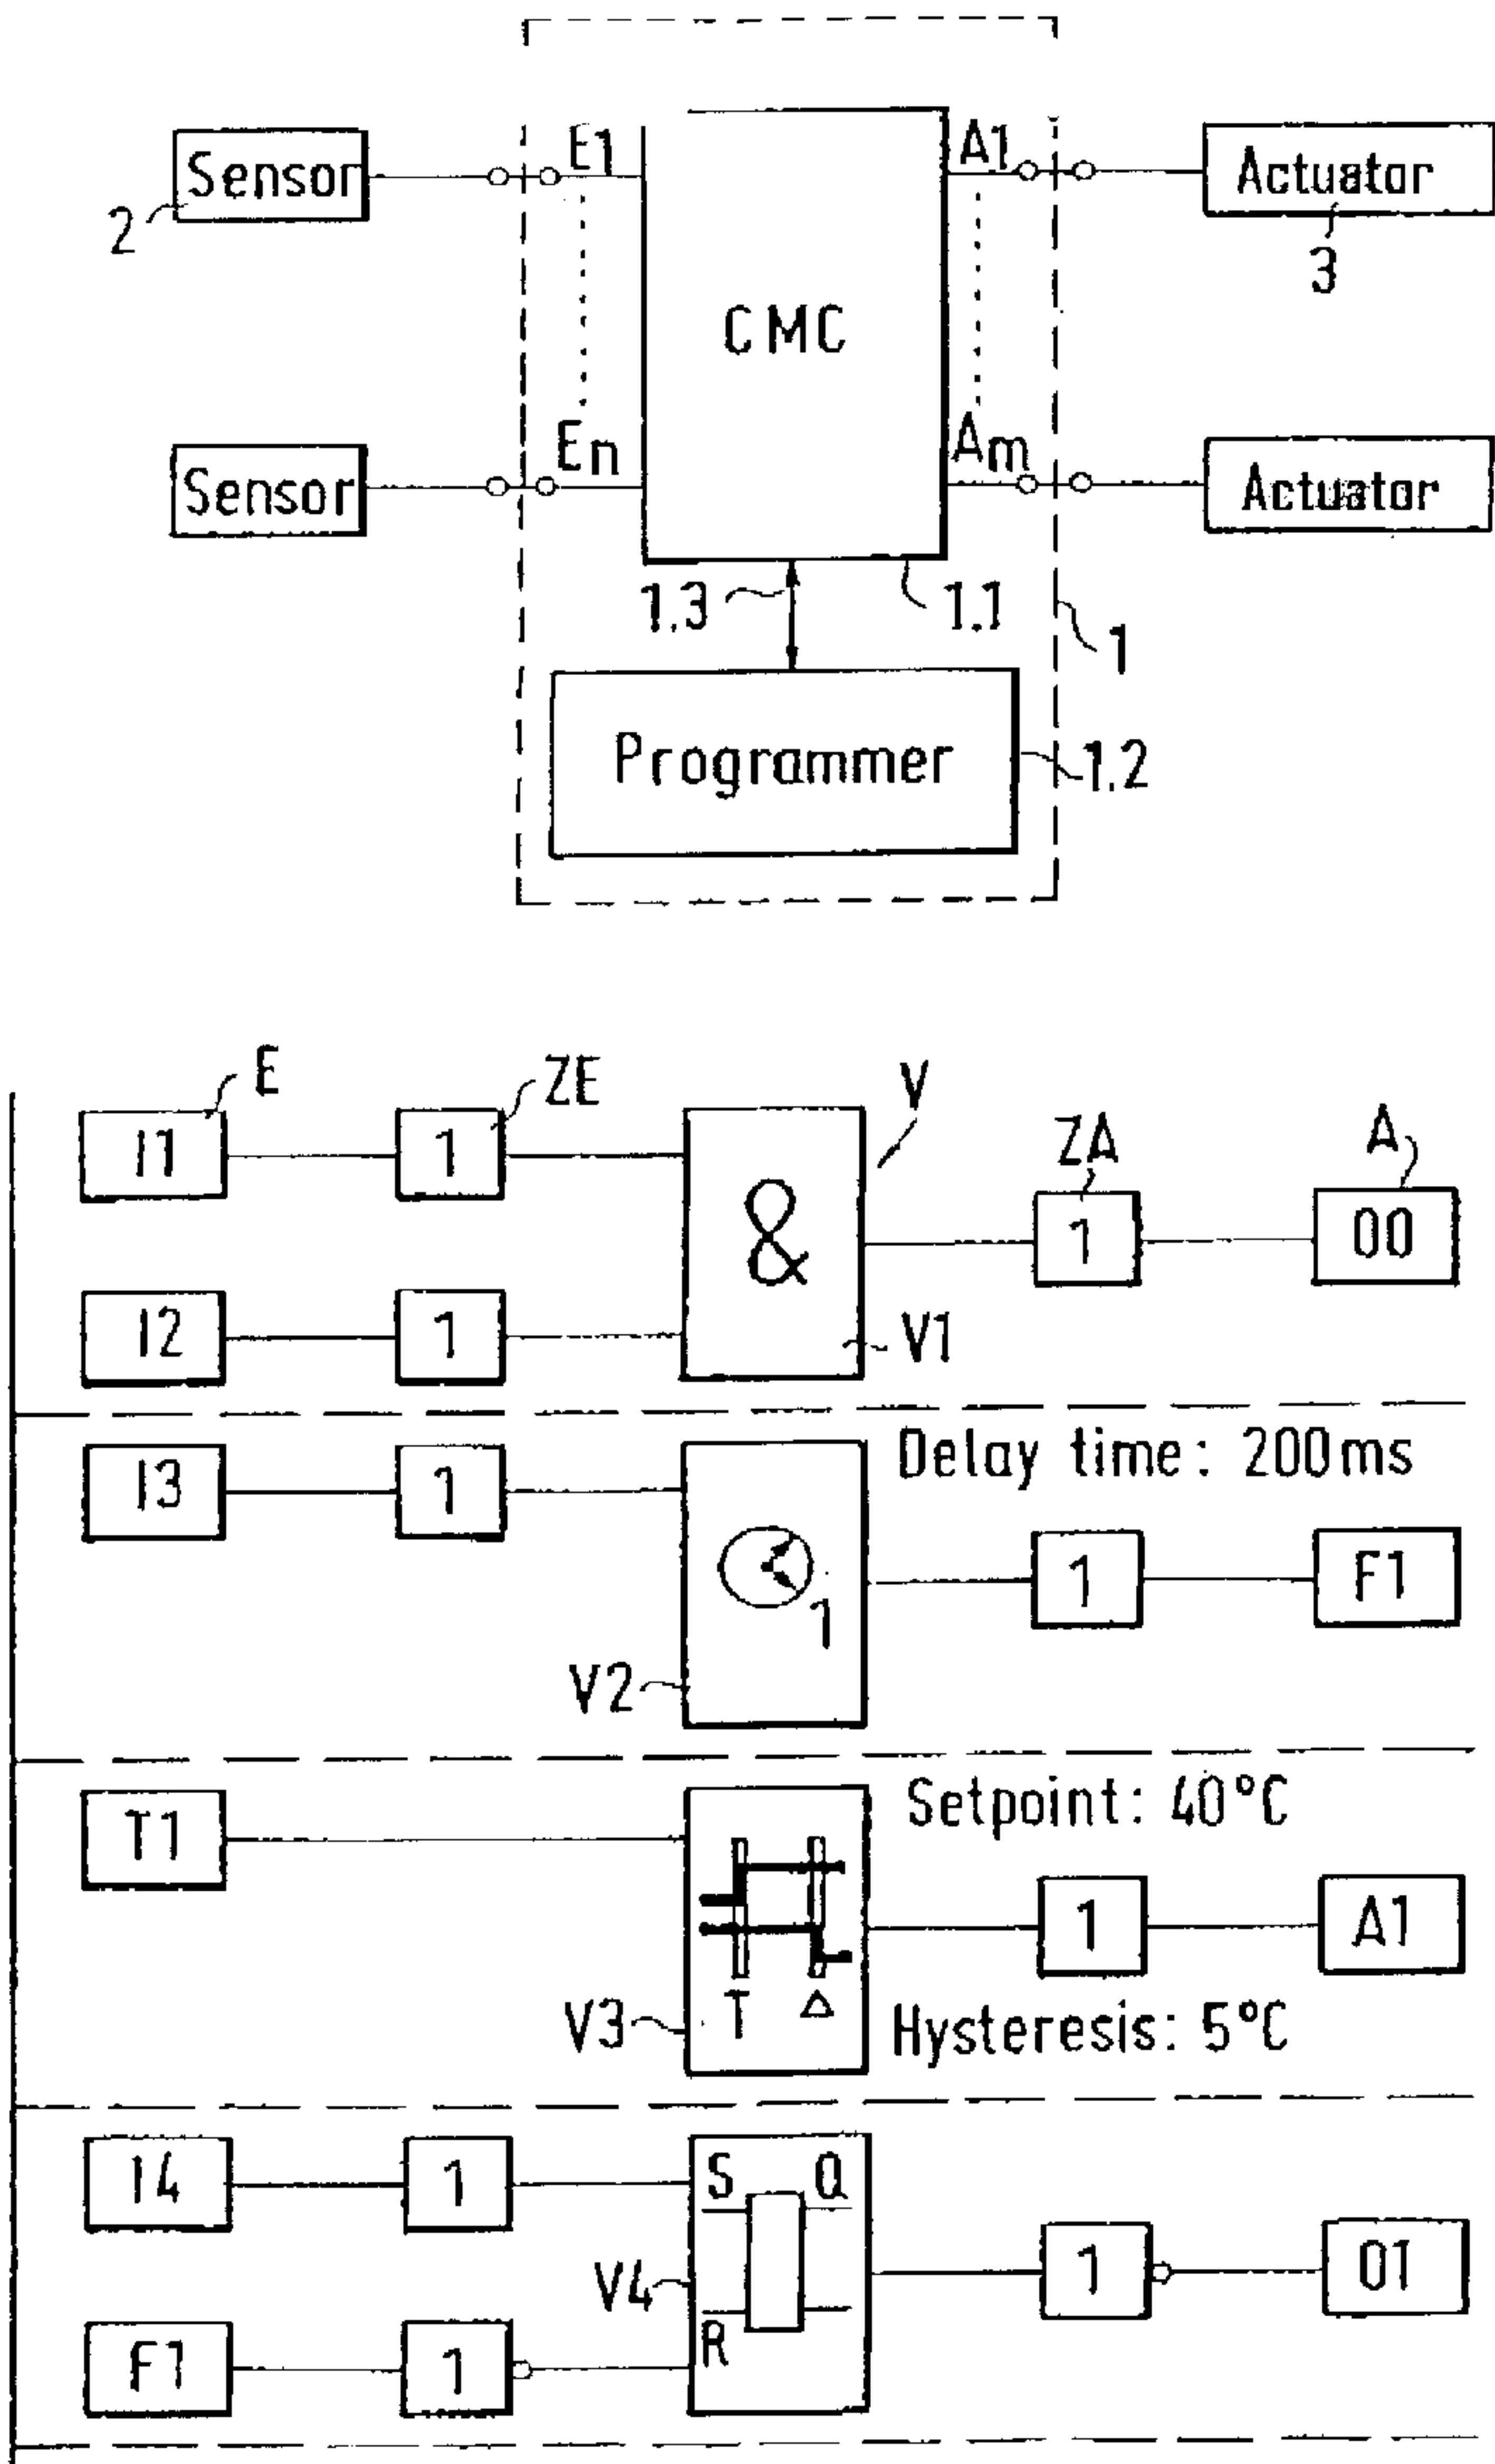 E1
A1
Sensor
Actuator
2
3
CMC
En
Am
Sensor
Actuator
1.3
1.1
1
Programmer
1.2
E
ZE
V
I1
1
ZA
A
&
1
00
I2
1
V1
I3
1
Delay time: 200ms
1
1
F1
V2
T1
Setpoint: 40°C
1
A1
T Δ
V3
Hysteresis: 5°C
I4
1
S Q
V4
1
01
R
F1
1